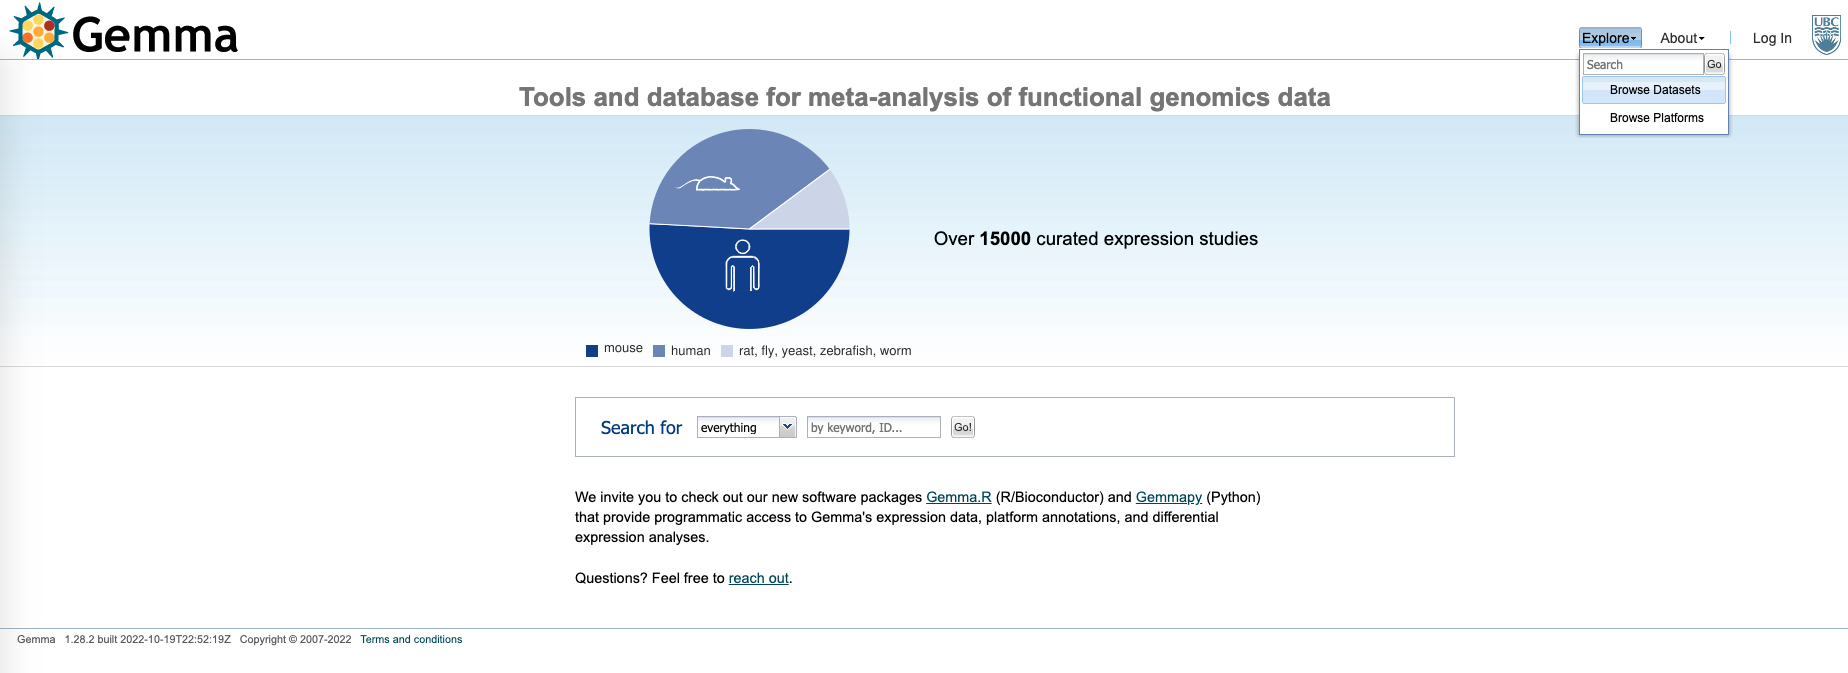 Gemma
Explore
About
Log In
UBC
Search
Go
Browse Datasets
Browse Platforms
Tools and database for meta-analysis of functional genomics data
Over 15000 curated expression studies
mouse
human
rat, fly, yeast, zebrafish, worm
Search for
everything
by keyword, ID...
Go!
We invite you to check out our new software packages Gemma.R (R/Bioconductor) and Gemmapy (Python)
that provide programmatic access to Gemma's expression data, platform annotations, and differential
expression analyses.
Questions? Feel free to reach out.
Gemma 1.28.2 built 2022-10-19T22:52:19Z Copyright © 2007-2022 Terms and conditions